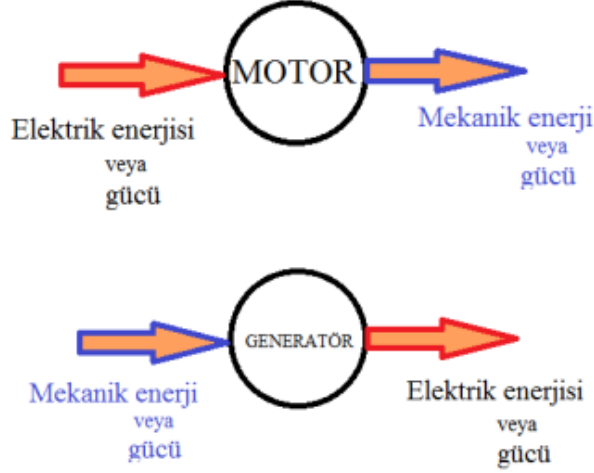 MOTOR
Elektrik enerjisi
veya
gücü
Mekanik enerji
veya
gücü
GENERATÖR
Mekanik enerji
veya
gücü
Elektrik enerjisi
veya
gücü